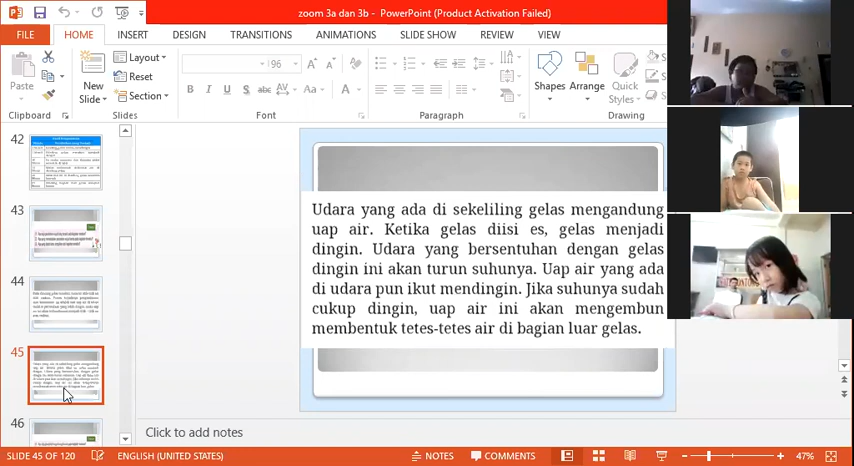 zoom 3a dan 3b - PowerPoint (Product Activation Failed)
FILE HOME INSERT DESIGN TRANSITIONS ANIMATIONS SLIDE SHOW REVIEW VIEW
Paste
Clipboard
New
Slide
Layout
Reset
Section
Slides
96
B I U S abc AV Aa A
Font
Paragraph
Shapes Arrange Quick
Styles
Drawing
42
43
44
45
46
Udara yang ada di sekeliling gelas mengandung
uap air. Ketika gelas diisi es, gelas menjadi
dingin. Udara yang bersentuhan dengan gelas
dingin ini akan turun suhunya. Uap air yang ada
di udara pun ikut mendingin. Jika suhunya sudah
cukup dingin, uap air ini akan mengembun
membentuk tetes-tetes air di bagian luar gelas.
Click to add notes
SLIDE 45 OF 120 ENGLISH (UNITED STATES) NOTES COMMENTS 47%